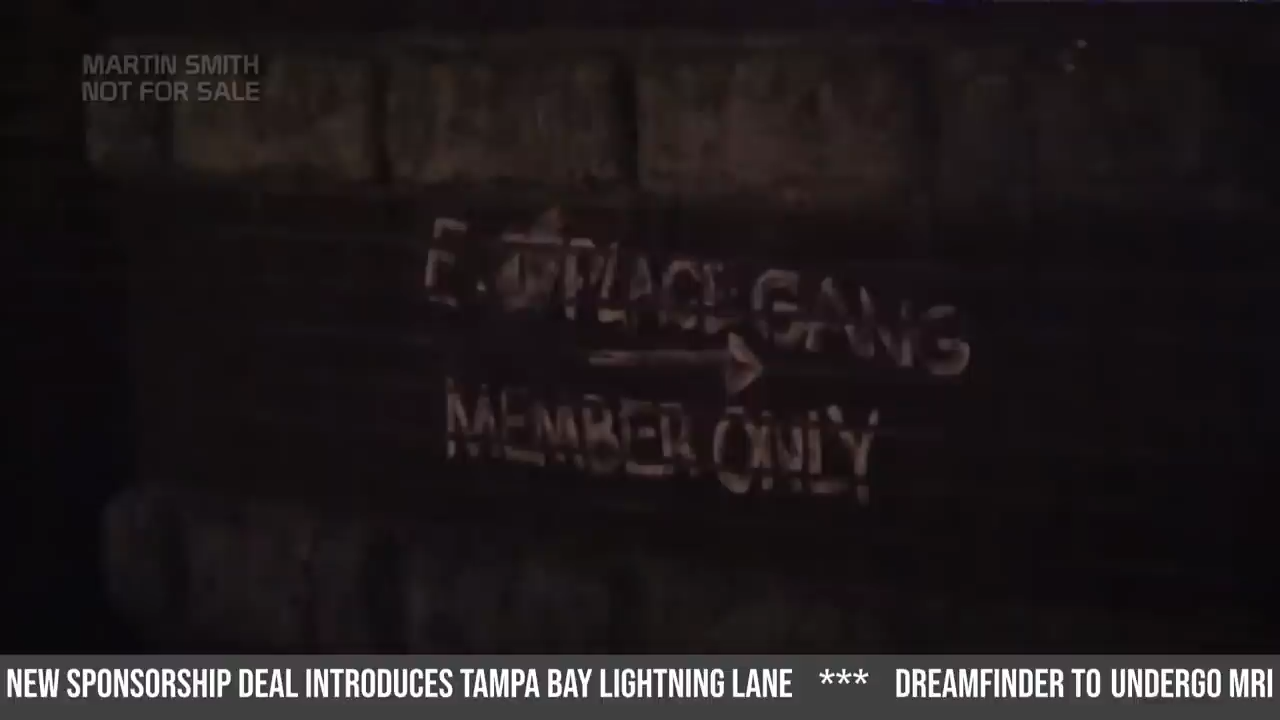 MARTIN SMITH
NOT FOR SALE
PLACE GANG
MEMBER ONLY
NEW SPONSORSHIP DEAL INTRODUCES TAMPA BAY LIGHTNING LANE *** DREAMFINDER TO UNDERGO MRI